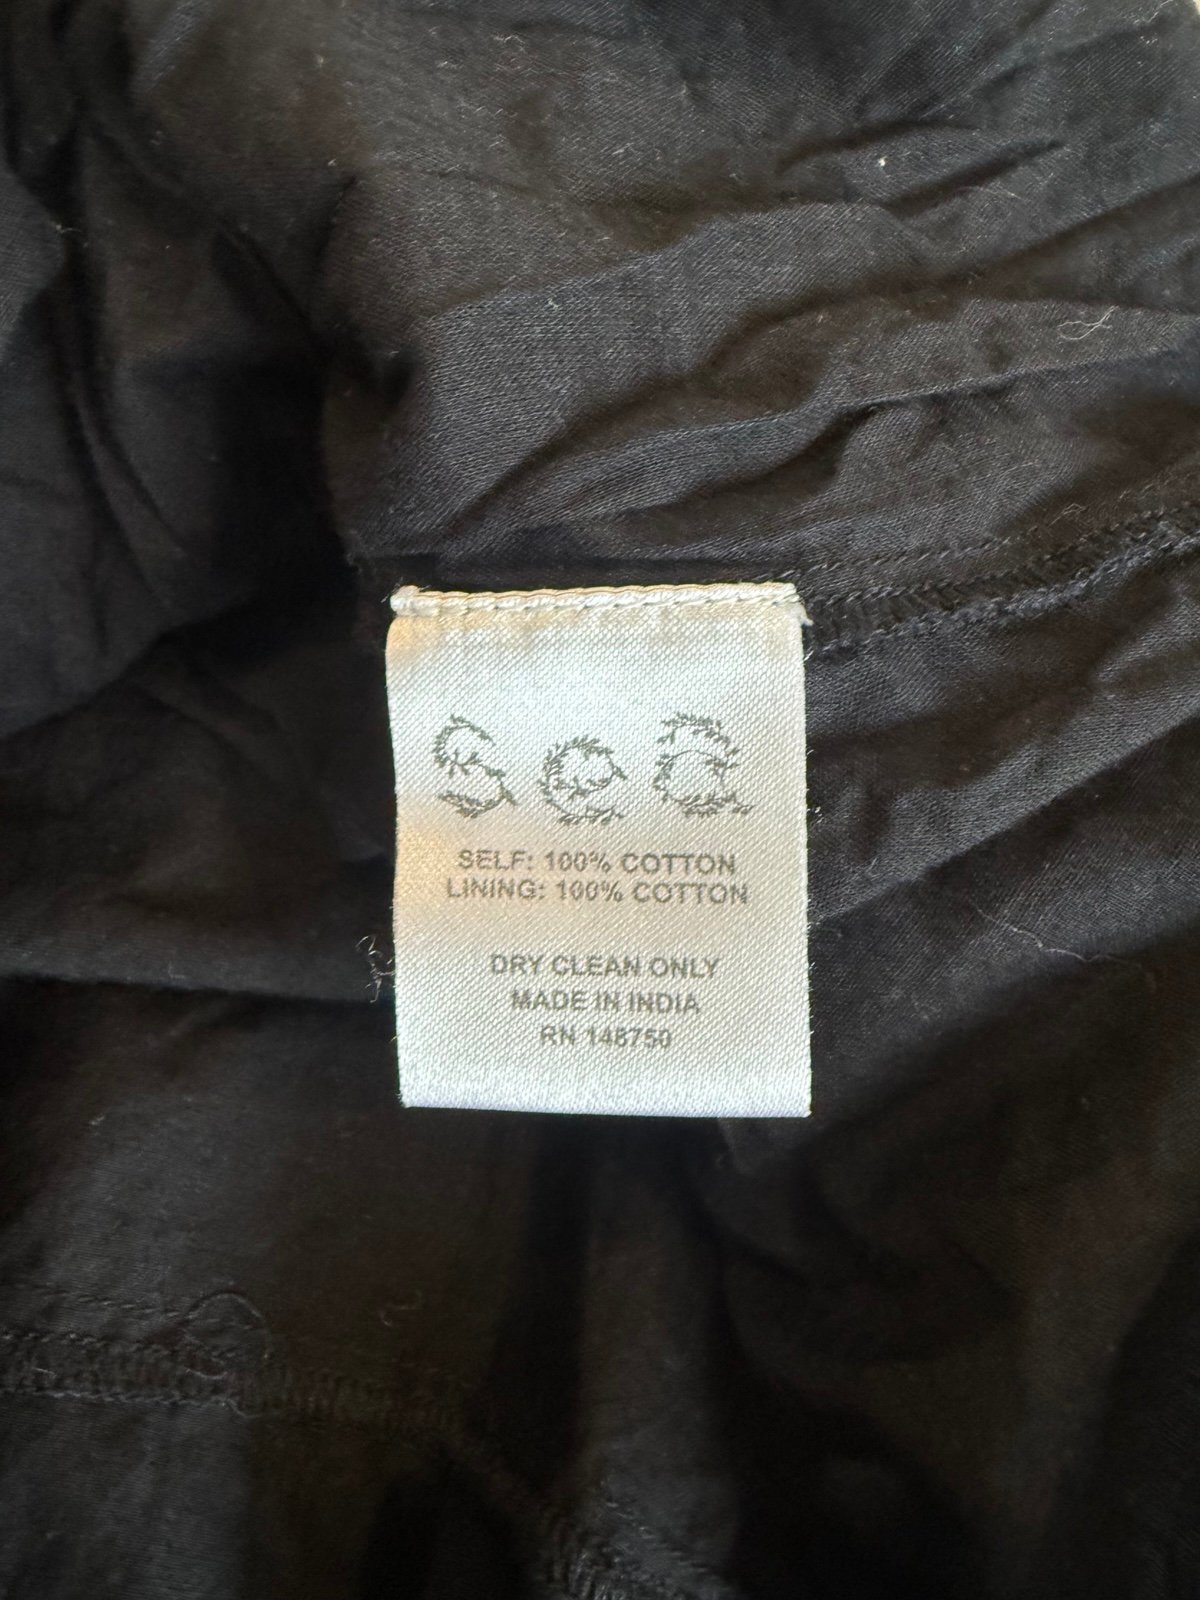 Sea
SELF: 100% COTTON
LINING: 100% COTTON
DRY CLEAN ONLY
MADE IN INDIA
RN 148750